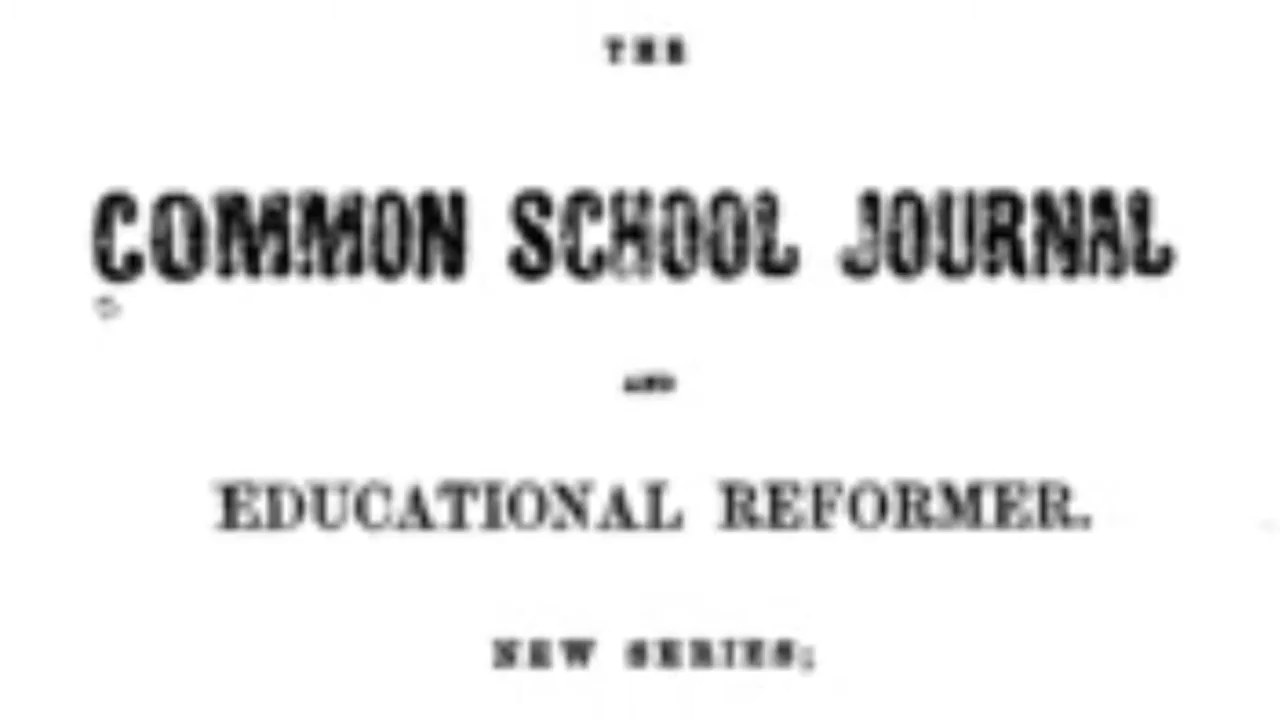 THE
COMMON SCHOOL JOURNAL
AND
EDUCATIONAL REFORMER.
NEW SERIES;